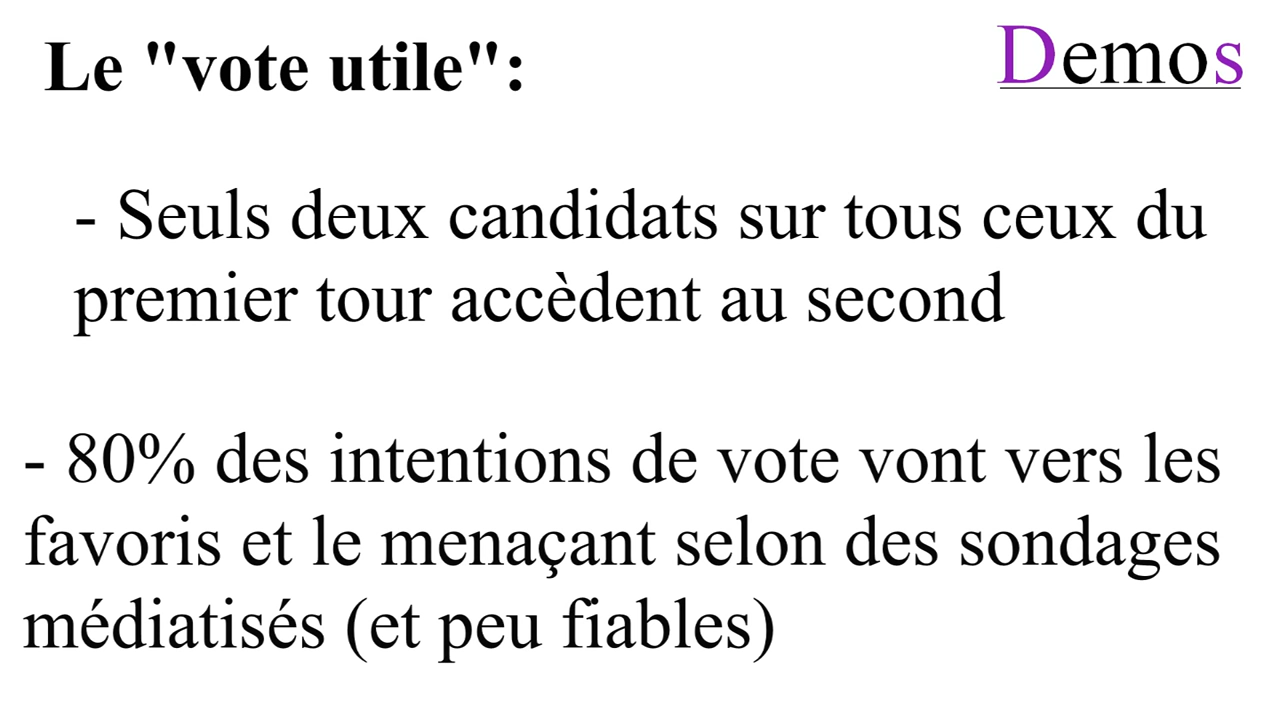 Le "vote utile":
Demos
- Seuls deux candidats sur tous ceux du
premier tour accèdent au second
- 80% des intentions de vote vont vers les
favoris et le menaçant selon des sondages
médiatisés (et peu fiables)